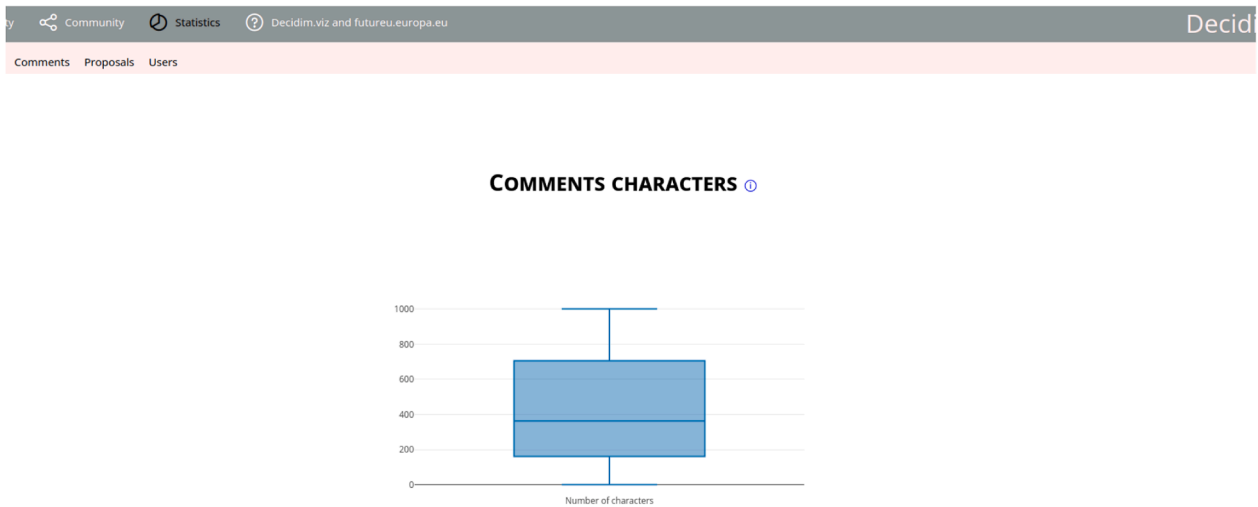 ty Community Statistics Decidim.viz and futureu.europa.eu Decidi
Comments Proposals Users
COMMENTS CHARACTERS
1000
800
600
400
200
0
Number of characters